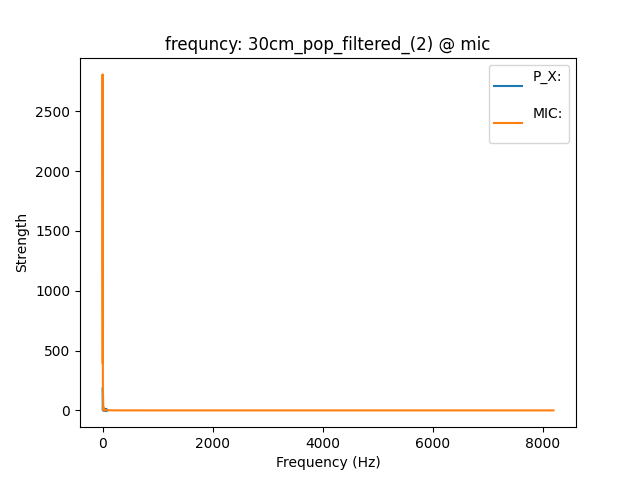 frequncy: 30cm_pop_filtered_(2) @ mic
P_X:
MIC:
2500
2000
1500
1000
500
0
Strength
0 2000 4000 6000 8000
Frequency (Hz)